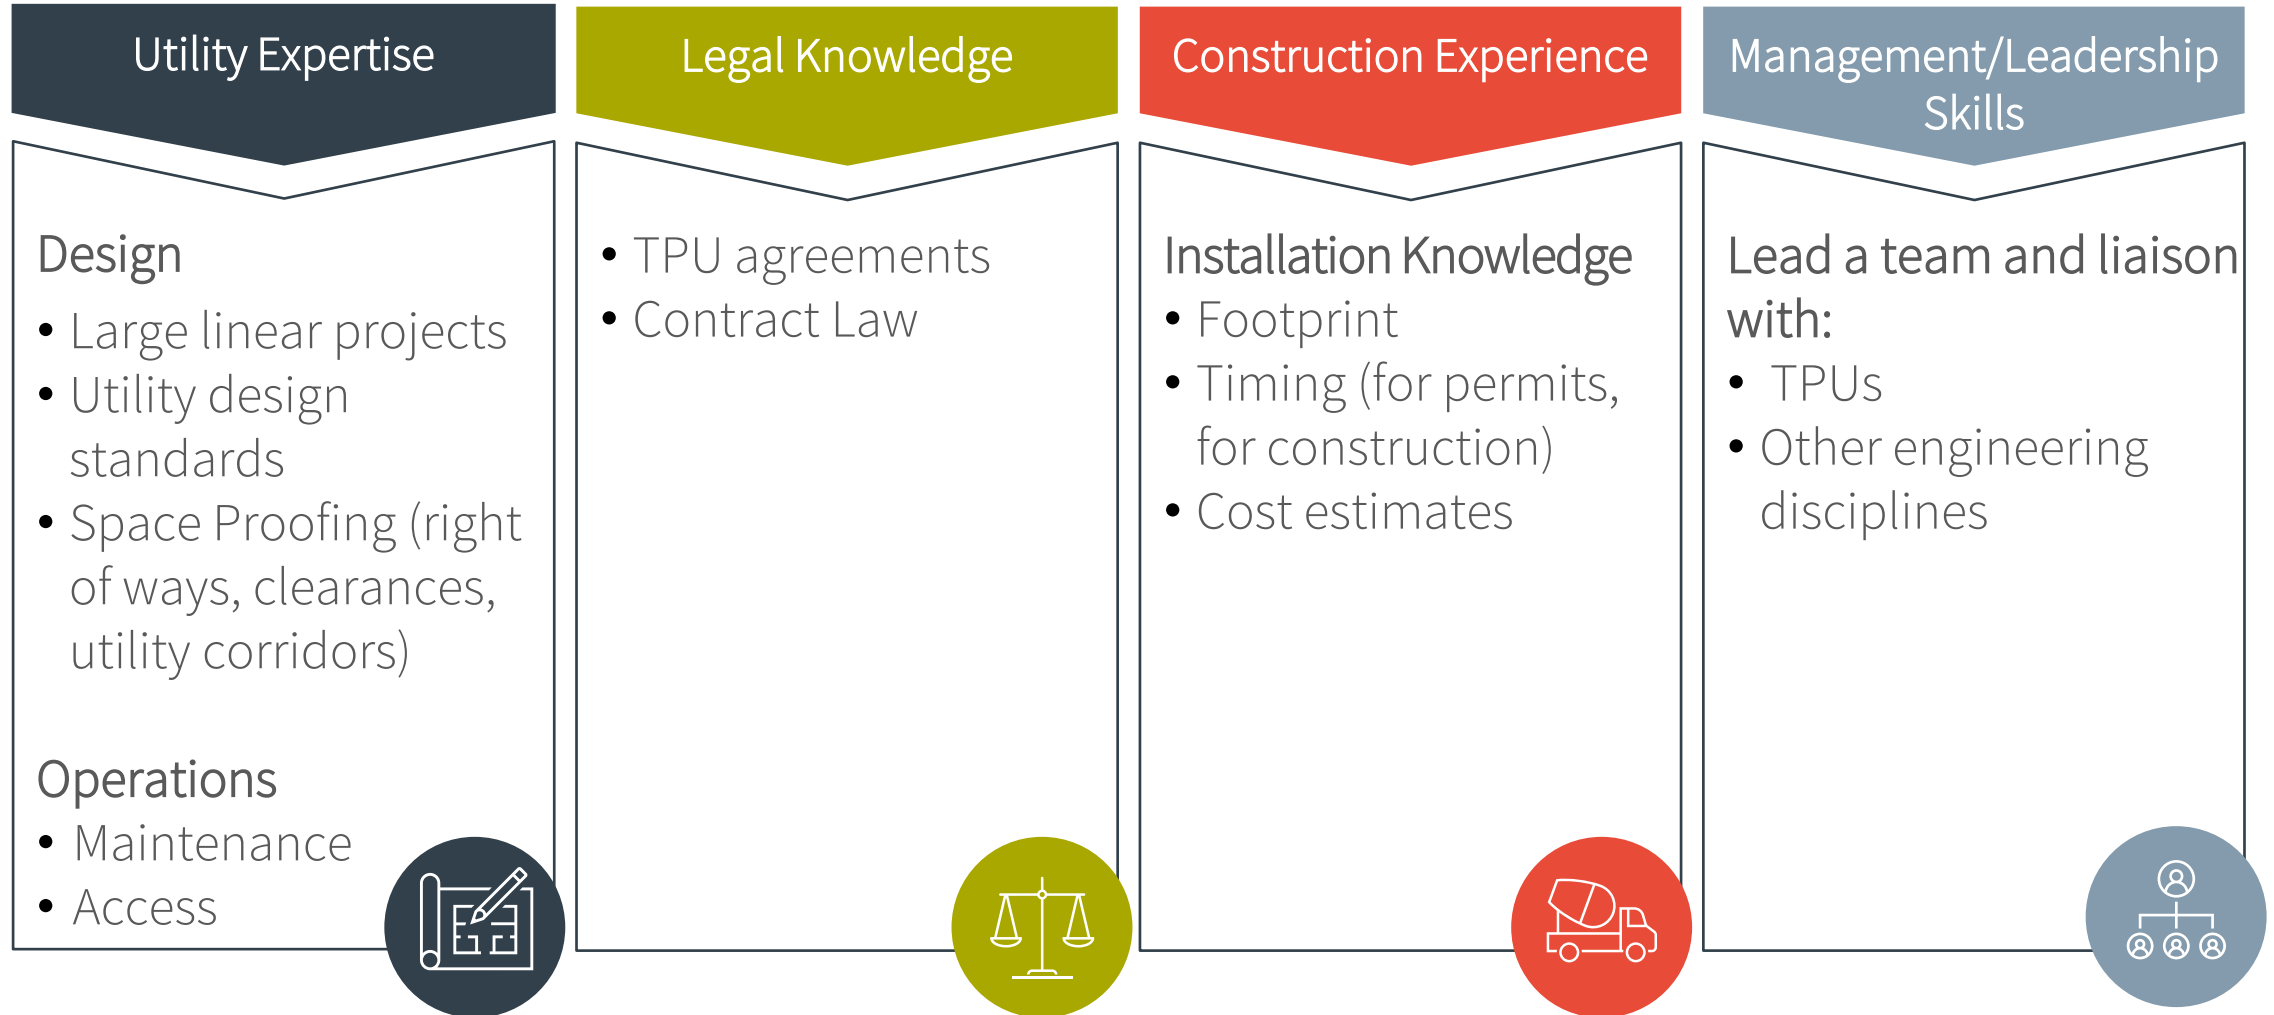 Utility Expertise
Design
• Large linear projects
• Utility design
standards
• Space Proofing (right
of ways, clearances,
utility corridors)
Operations
• Maintenance
• Access
Legal Knowledge
• TPU agreements
• Contract Law
Construction Experience
Installation Knowledge
• Footprint
• Timing (for permits,
for construction)
• Cost estimates
Management/Leadership
Skills
Lead a team and liaison
with:
• TPUs
• Other engineering
disciplines